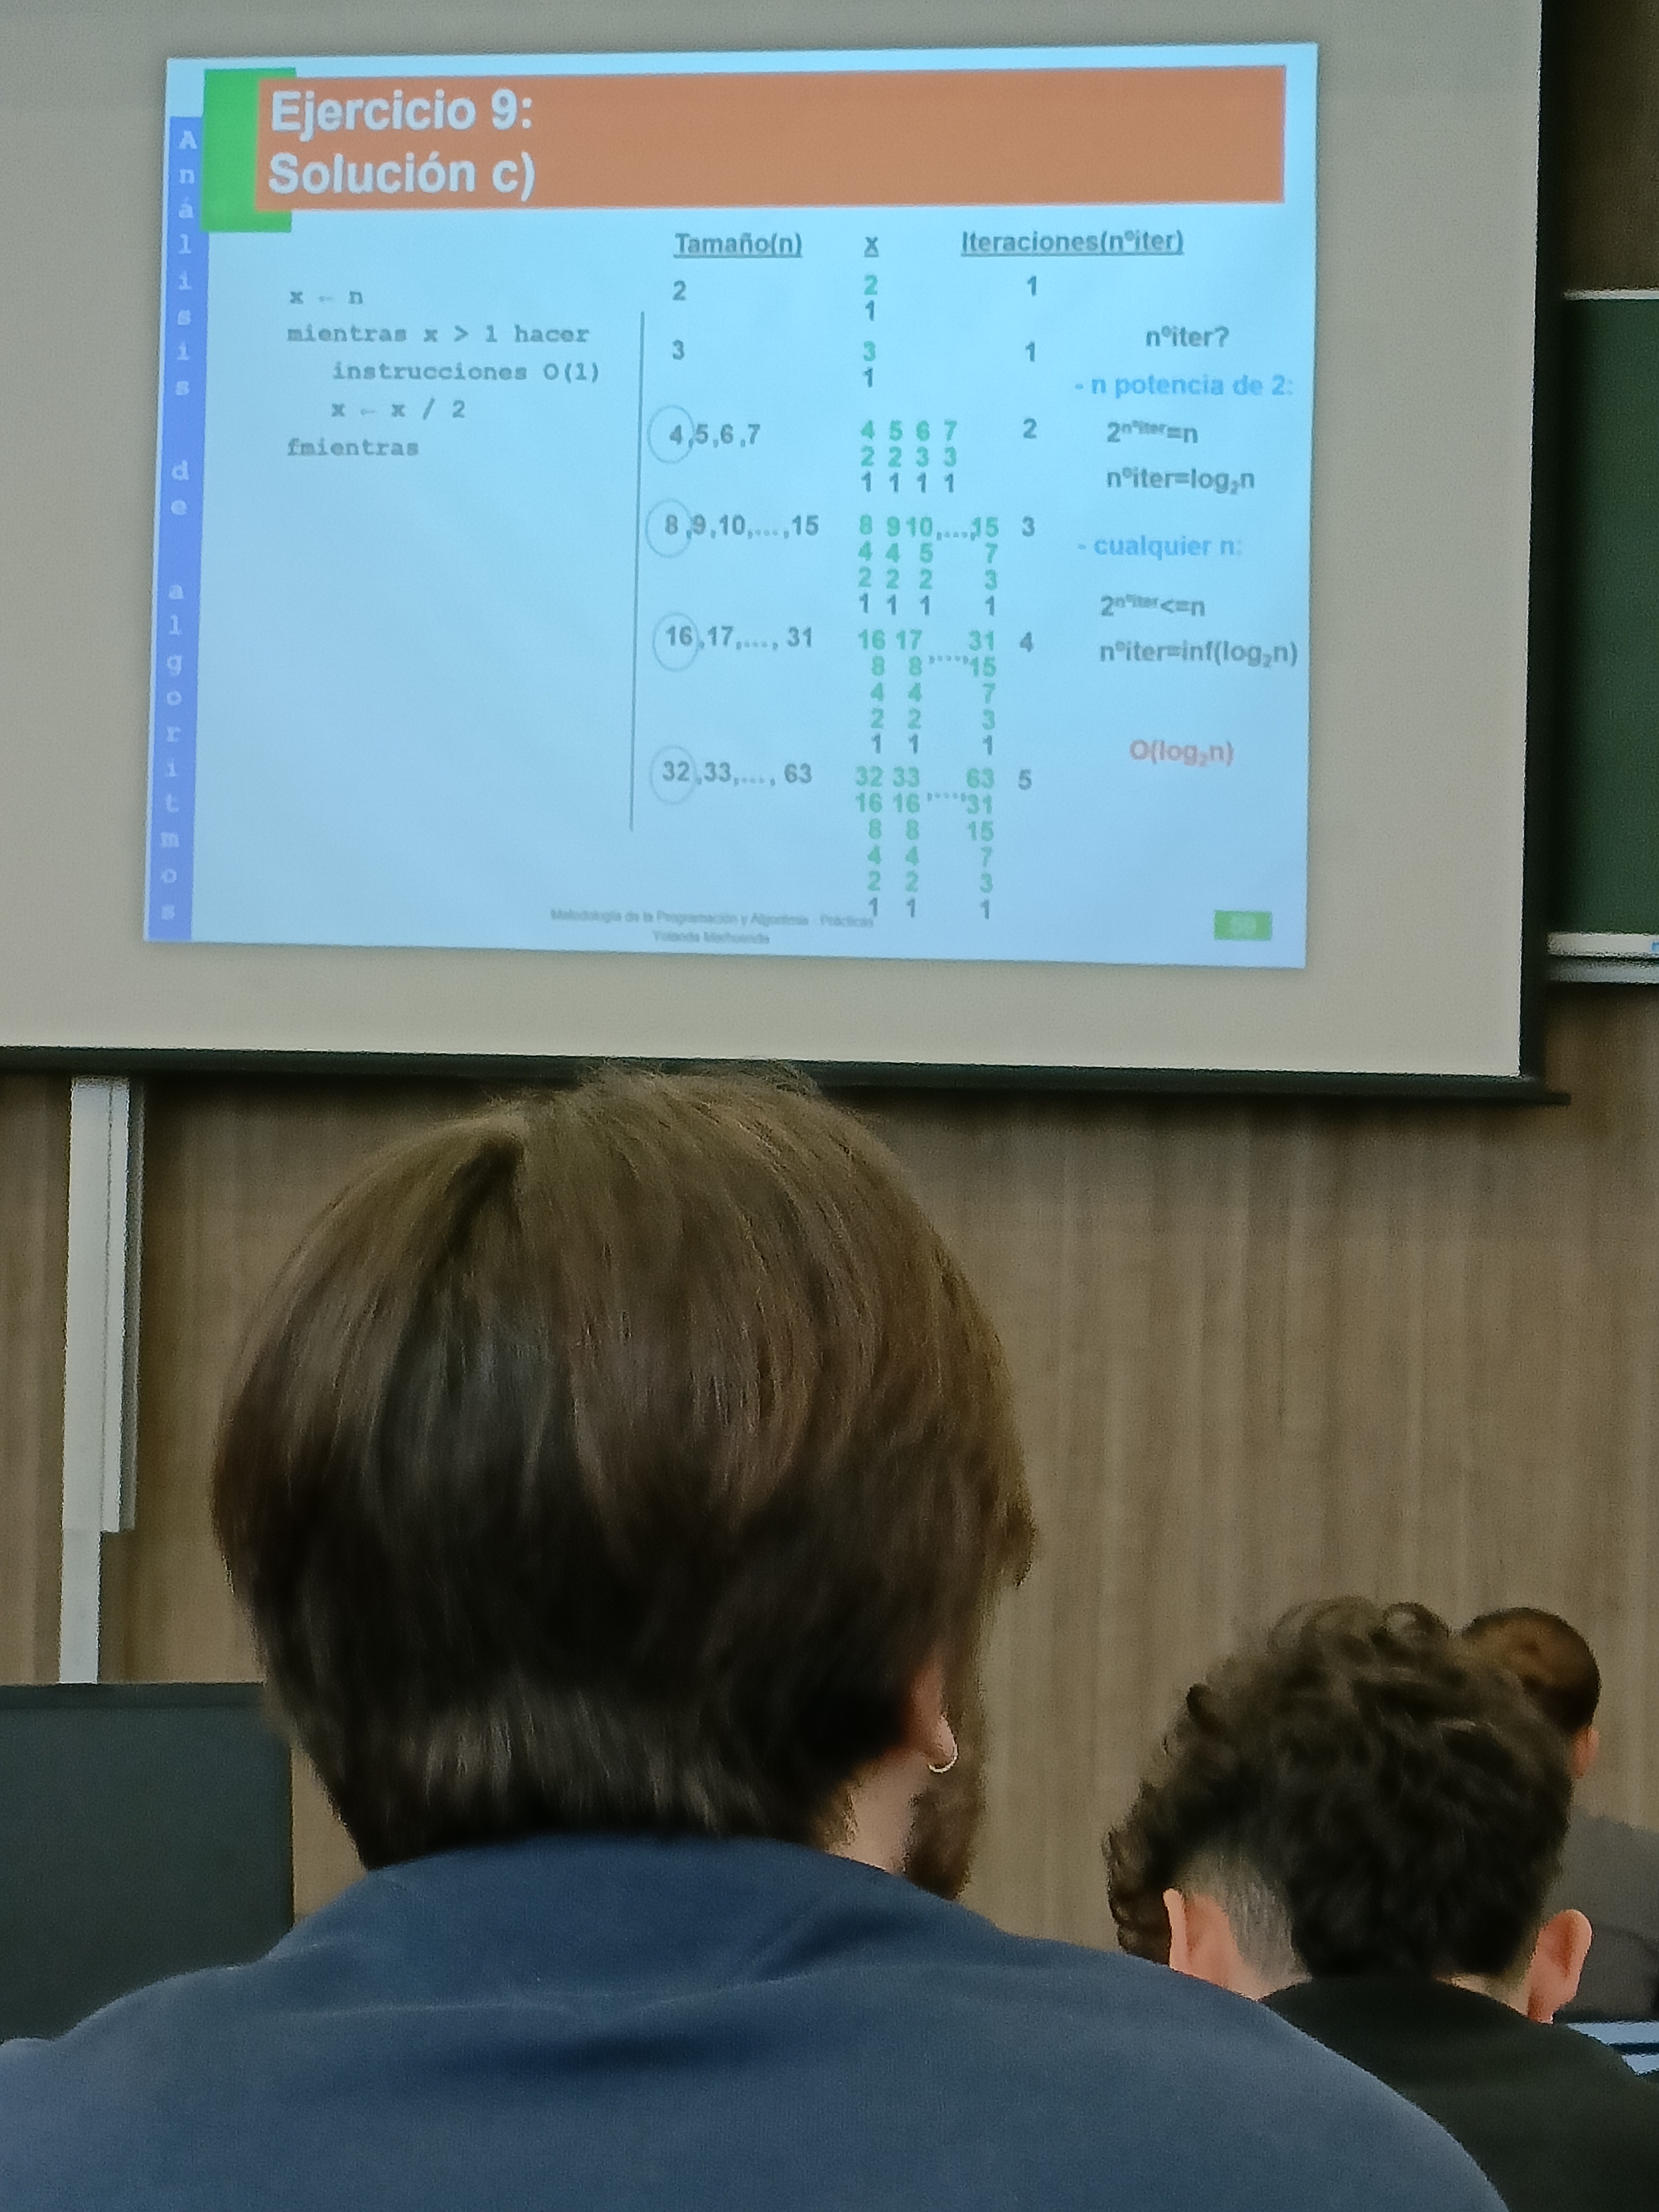 Ejercicio 9:
Solución c)
Análisis de algoritmos
x ← n
mientras x > 1 hacer
instrucciones O(1)
x ← x / 2
fmientras
Tamaño(n) x Iteraciones(nºiter)
2 2 1
1
3 3 1
1
4,5,6,7 4 5 6 7 2
2 2 3 3
1 1 1 1
8,9,10,...,15 8 9 10,...,15 3
4 4 5 7
2 2 2 3
1 1 1 1
16,17,..., 31 16 17 31 4
8 8,....,15
4 4 7
2 2 3
1 1 1
32,33,..., 63 32 33 63 5
16 16,....,31
8 8 15
4 4 7
2 2 3
1 1 1
nºiter?
- n potencia de 2:
2^nºiter=n
nºiter=log₂n
- cualquier n:
2^nºiter<=n
nºiter=inf(log₂n)
O(log₂n)
Metodología de la Programación y Algoritmia - Prácticas
Yolanda